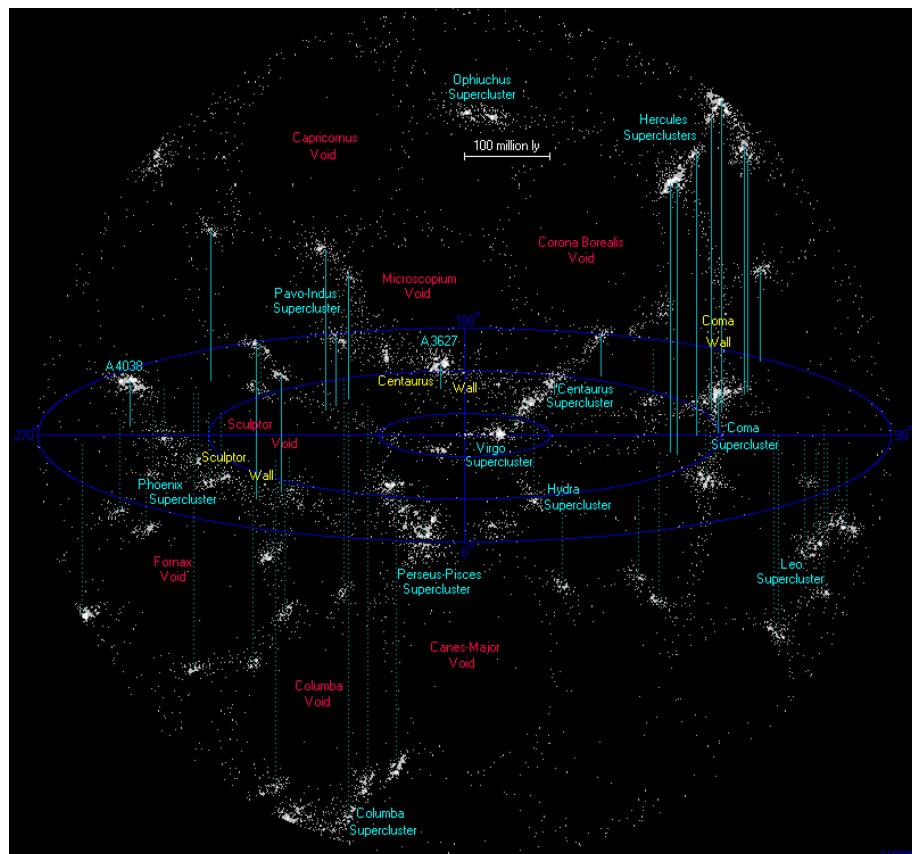 Ophiuchus
Supercluster
Hercules
Superclusters
Capricornus
Void
100 million ly
Corona Borealis
Void
Microscopium
Void
Pavo-Indus
Supercluster
180°
Coma
Wall
A3627
A4038
Centaurus
Wall
Centaurus
Supercluster
Sculptor
Void
270°
90°
Virgo
Supercluster
Coma
Supercluster
Sculptor
Wall
Phoenix
Supercluster
Hydra
Supercluster
0°
Fornax
Void
Perseus-Pisces
Supercluster
Leo
Supercluster
Canes-Major
Void
Columba
Void
Columba
Supercluster